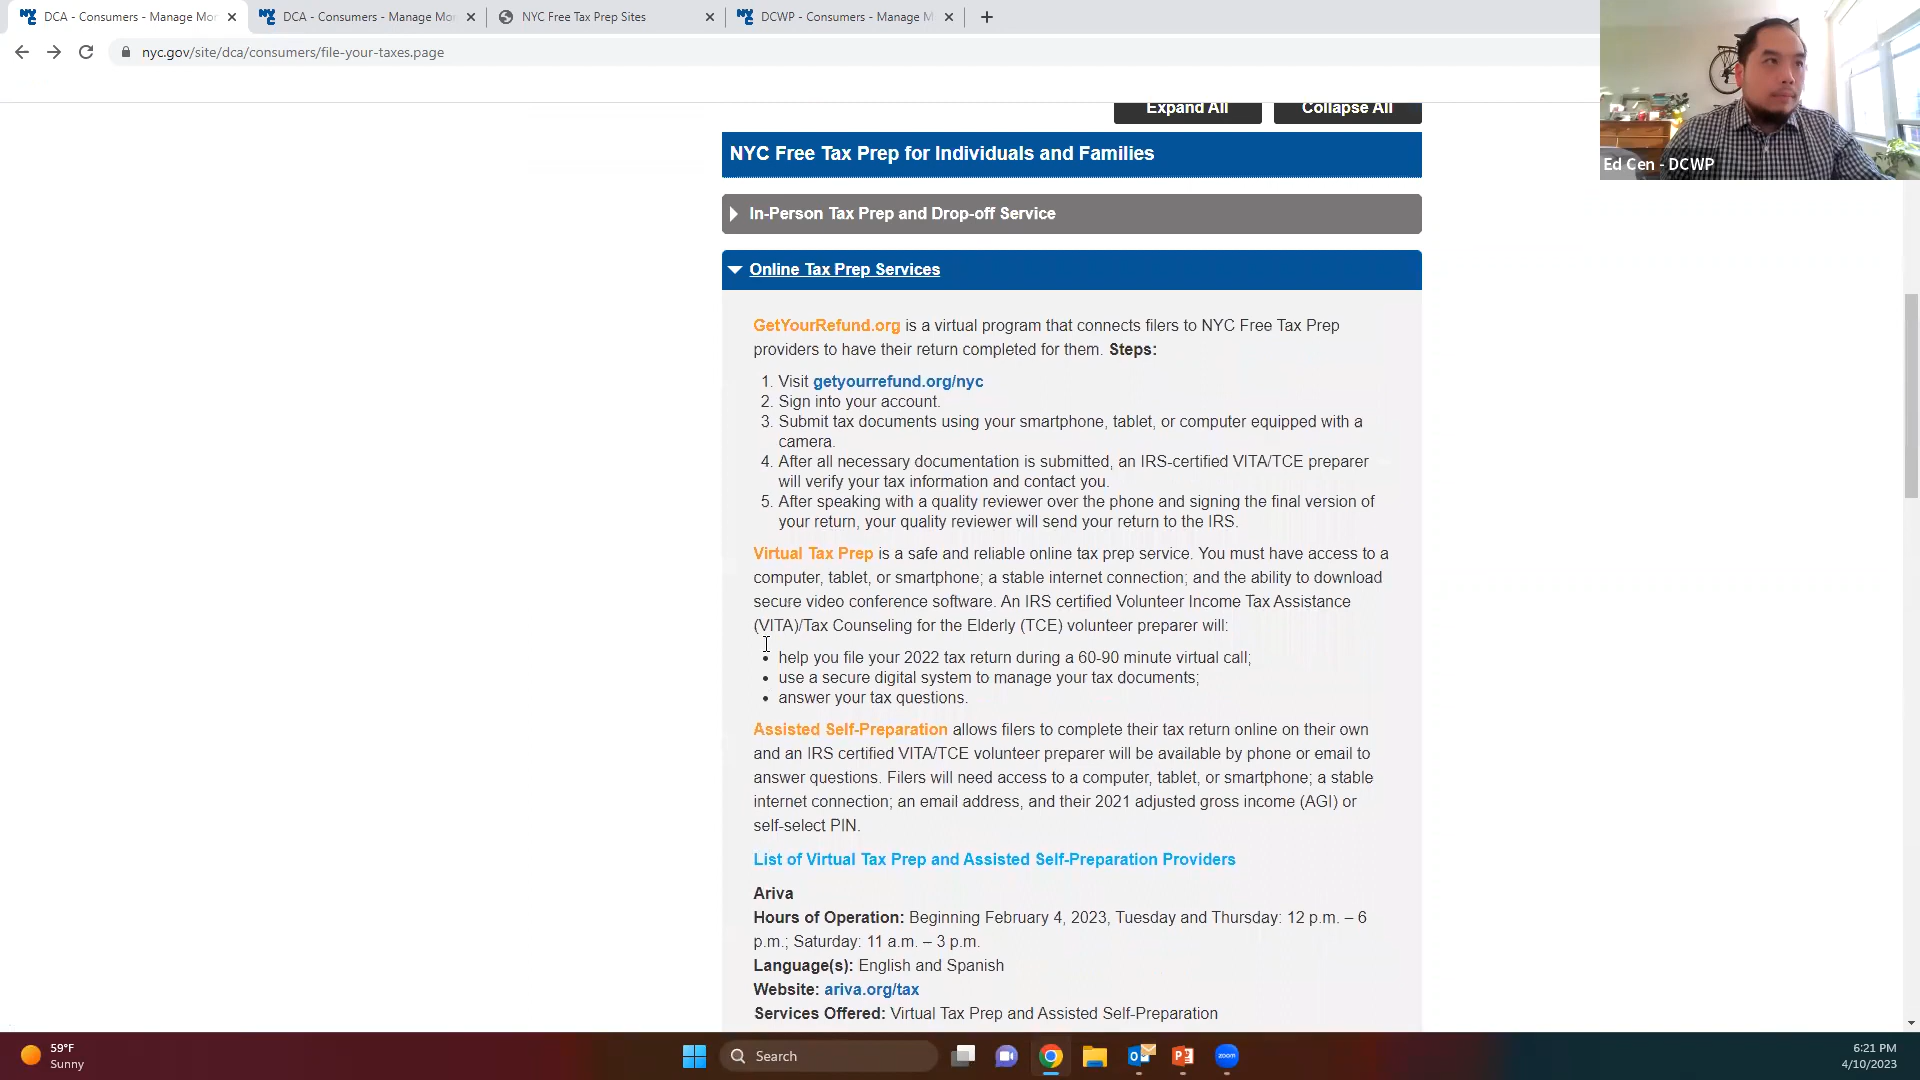 DCA - Consumers - Manage Mor
DCA - Consumers - Manage Mor
NYC Free Tax Prep Sites
DCWP - Consumers - Manage M
nyc.gov/site/dca/consumers/file-your-taxes.page
Expand All
Collapse All
Ed Cen - DCWP
NYC Free Tax Prep for Individuals and Families
In-Person Tax Prep and Drop-off Service
Online Tax Prep Services
GetYourRefund.org is a virtual program that connects filers to NYC Free Tax Prep
providers to have their return completed for them. Steps:
1. Visit getyourrefund.org/nyc
2. Sign into your account.
3. Submit tax documents using your smartphone, tablet, or computer equipped with a
camera.
4. After all necessary documentation is submitted, an IRS-certified VITA/TCE preparer
will verify your tax information and contact you.
5. After speaking with a quality reviewer over the phone and signing the final version of
your return, your quality reviewer will send your return to the IRS.
Virtual Tax Prep is a safe and reliable online tax prep service. You must have access to a
computer, tablet, or smartphone; a stable internet connection; and the ability to download
secure video conference software. An IRS certified Volunteer Income Tax Assistance
(VITA)/Tax Counseling for the Elderly (TCE) volunteer preparer will:
• help you file your 2022 tax return during a 60-90 minute virtual call;
• use a secure digital system to manage your tax documents;
• answer your tax questions.
Assisted Self-Preparation allows filers to complete their tax return online on their own
and an IRS certified VITA/TCE volunteer preparer will be available by phone or email to
answer questions. Filers will need access to a computer, tablet, or smartphone; a stable
internet connection; an email address, and their 2021 adjusted gross income (AGI) or
self-select PIN.
List of Virtual Tax Prep and Assisted Self-Preparation Providers
Ariva
Hours of Operation: Beginning February 4, 2023, Tuesday and Thursday: 12 p.m. – 6
p.m.; Saturday: 11 a.m. – 3 p.m.
Language(s): English and Spanish
Website: ariva.org/tax
Services Offered: Virtual Tax Prep and Assisted Self-Preparation
59°F
Sunny
Search
zoom
6:21 PM
4/10/2023